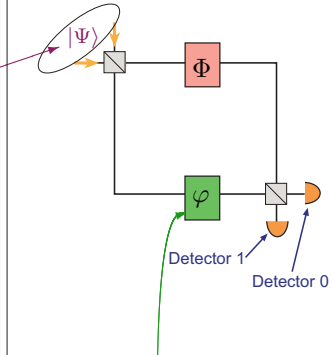 |Ψ⟩
Φ
φ
Detector 1
Detector 0